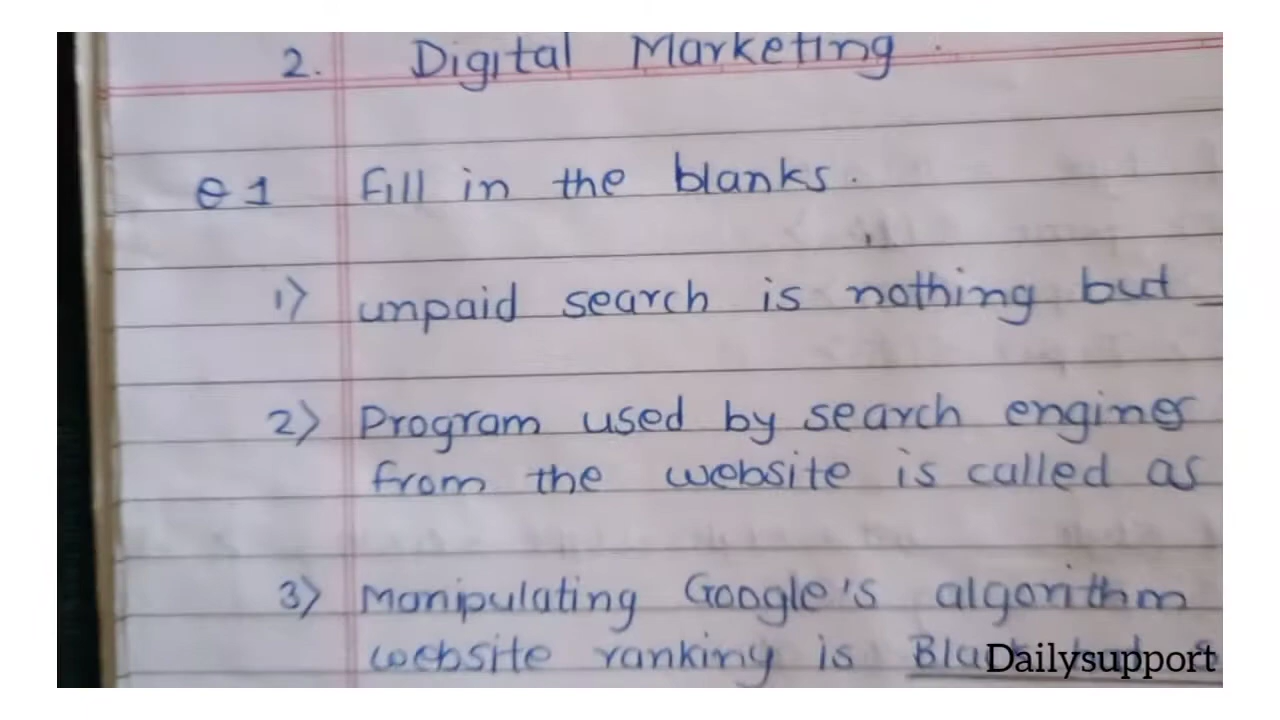 2. Digital Marketing.
Q1 Fill in the blanks.
1) unpaid search is nothing but _
2) Program used by search engines
from the website is called as
3) Manipulating Google's algorithm
website ranking is
Dailysupport